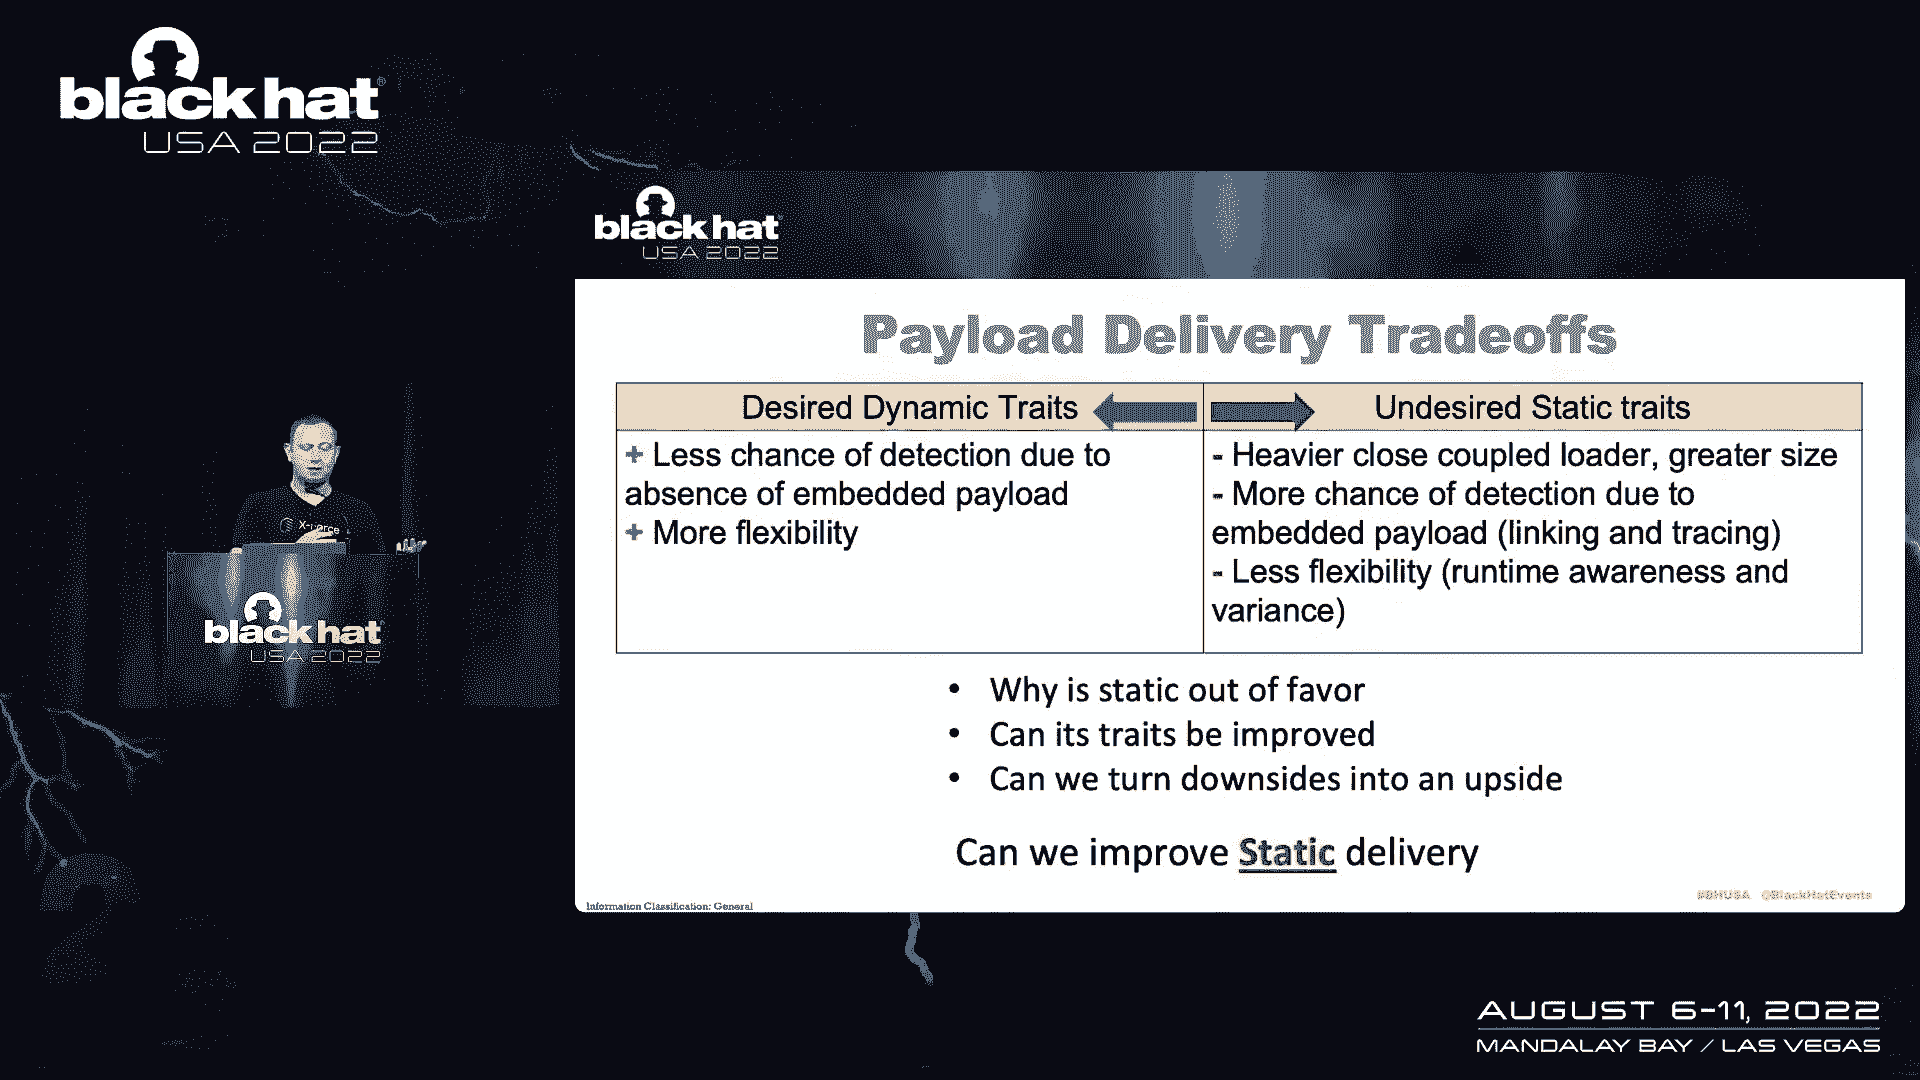 black hat®
USA 2022
black hat
USA 2022
Payload Delivery Tradeoffs
Desired Dynamic Traits
Undesired Static traits
+ Less chance of detection due to
absence of embedded payload
+ More flexibility
- Heavier close coupled loader, greater size
- More chance of detection due to
embedded payload (linking and tracing)
- Less flexibility (runtime awareness and
variance)
• Why is static out of favor
• Can its traits be improved
• Can we turn downsides into an upside
Can we improve Static delivery
Information Classification: General
#BHUSA @BlackHatEvents
X-Force
black hat
USA 2022
AUGUST 6-11, 2022
MANDALAY BAY / LAS VEGAS